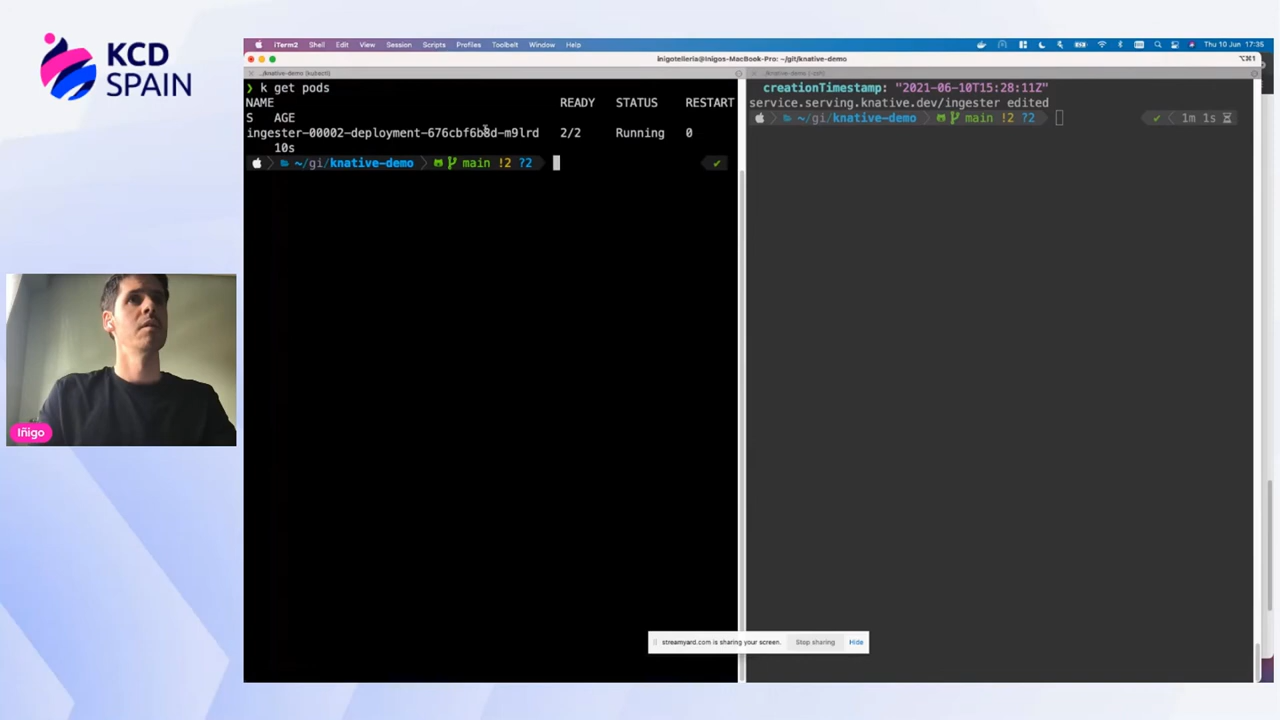 KCD
SPAIN
iTerm2 Shell Edit View Session Scripts Profiles Toolbelt Window Help
Thu 10 Jun 17:35
inigotelleria@Inigos-MacBook-Pro: ~/git/knative-demo
⌥⌘1
../knative-demo (kubectl)
❯ k get pods
NAME READY STATUS RESTART
S AGE
ingester-00002-deployment-676cbf6b8d-m9lrd 2/2 Running 0
10s
~/gi/knative-demo main !2 ?2 ✔
creationTimestamp: "2021-06-10T15:28:11Z"
service.serving.knative.dev/ingester edited
~/gi/knative-demo main !2 ?2 ✔ 1m 1s
Iñigo
streamyard.com is sharing your screen. Stop sharing Hide